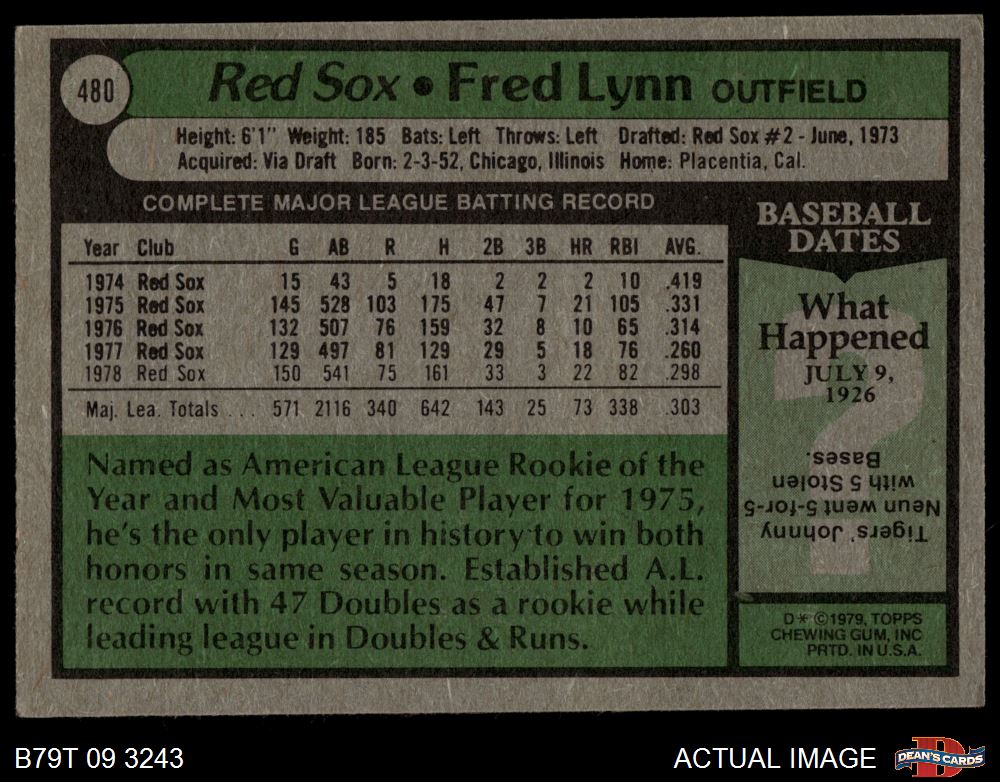 480
Red Sox • Fred Lynn OUTFIELD
Height: 6'1" Weight: 185 Bats: Left Throws: Left Drafted: Red Sox #2 - June, 1973
Acquired: Via Draft Born: 2-3-52, Chicago, Illinois Home: Placentia, Cal.
COMPLETE MAJOR LEAGUE BATTING RECORD
Year Club G AB R H 2B 3B HR RBI AVG.
1974 Red Sox 15 43 5 18 2 2 2 10 .419
1975 Red Sox 145 528 103 175 47 7 21 105 .331
1976 Red Sox 132 507 76 159 32 8 10 65 .314
1977 Red Sox 129 497 81 129 29 5 18 76 .260
1978 Red Sox 150 541 75 161 33 3 22 82 .298
Maj. Lea. Totals . . . 571 2116 340 642 143 25 73 338 .303
Named as American League Rookie of the
Year and Most Valuable Player for 1975,
he's the only player in history to win both
honors in same season. Established A.L.
record with 47 Doubles as a rookie while
leading league in Doubles & Runs.
BASEBALL
DATES
What
Happened
JULY 9,
1926
?
Tigers' Johnny
Neun went 5-for-5
with 5 Stolen
Bases.
D* ©1979, TOPPS
CHEWING GUM, INC
PRTD. IN U.S.A.
B79T 09 3243
ACTUAL IMAGE
D
DEAN'S CARDS